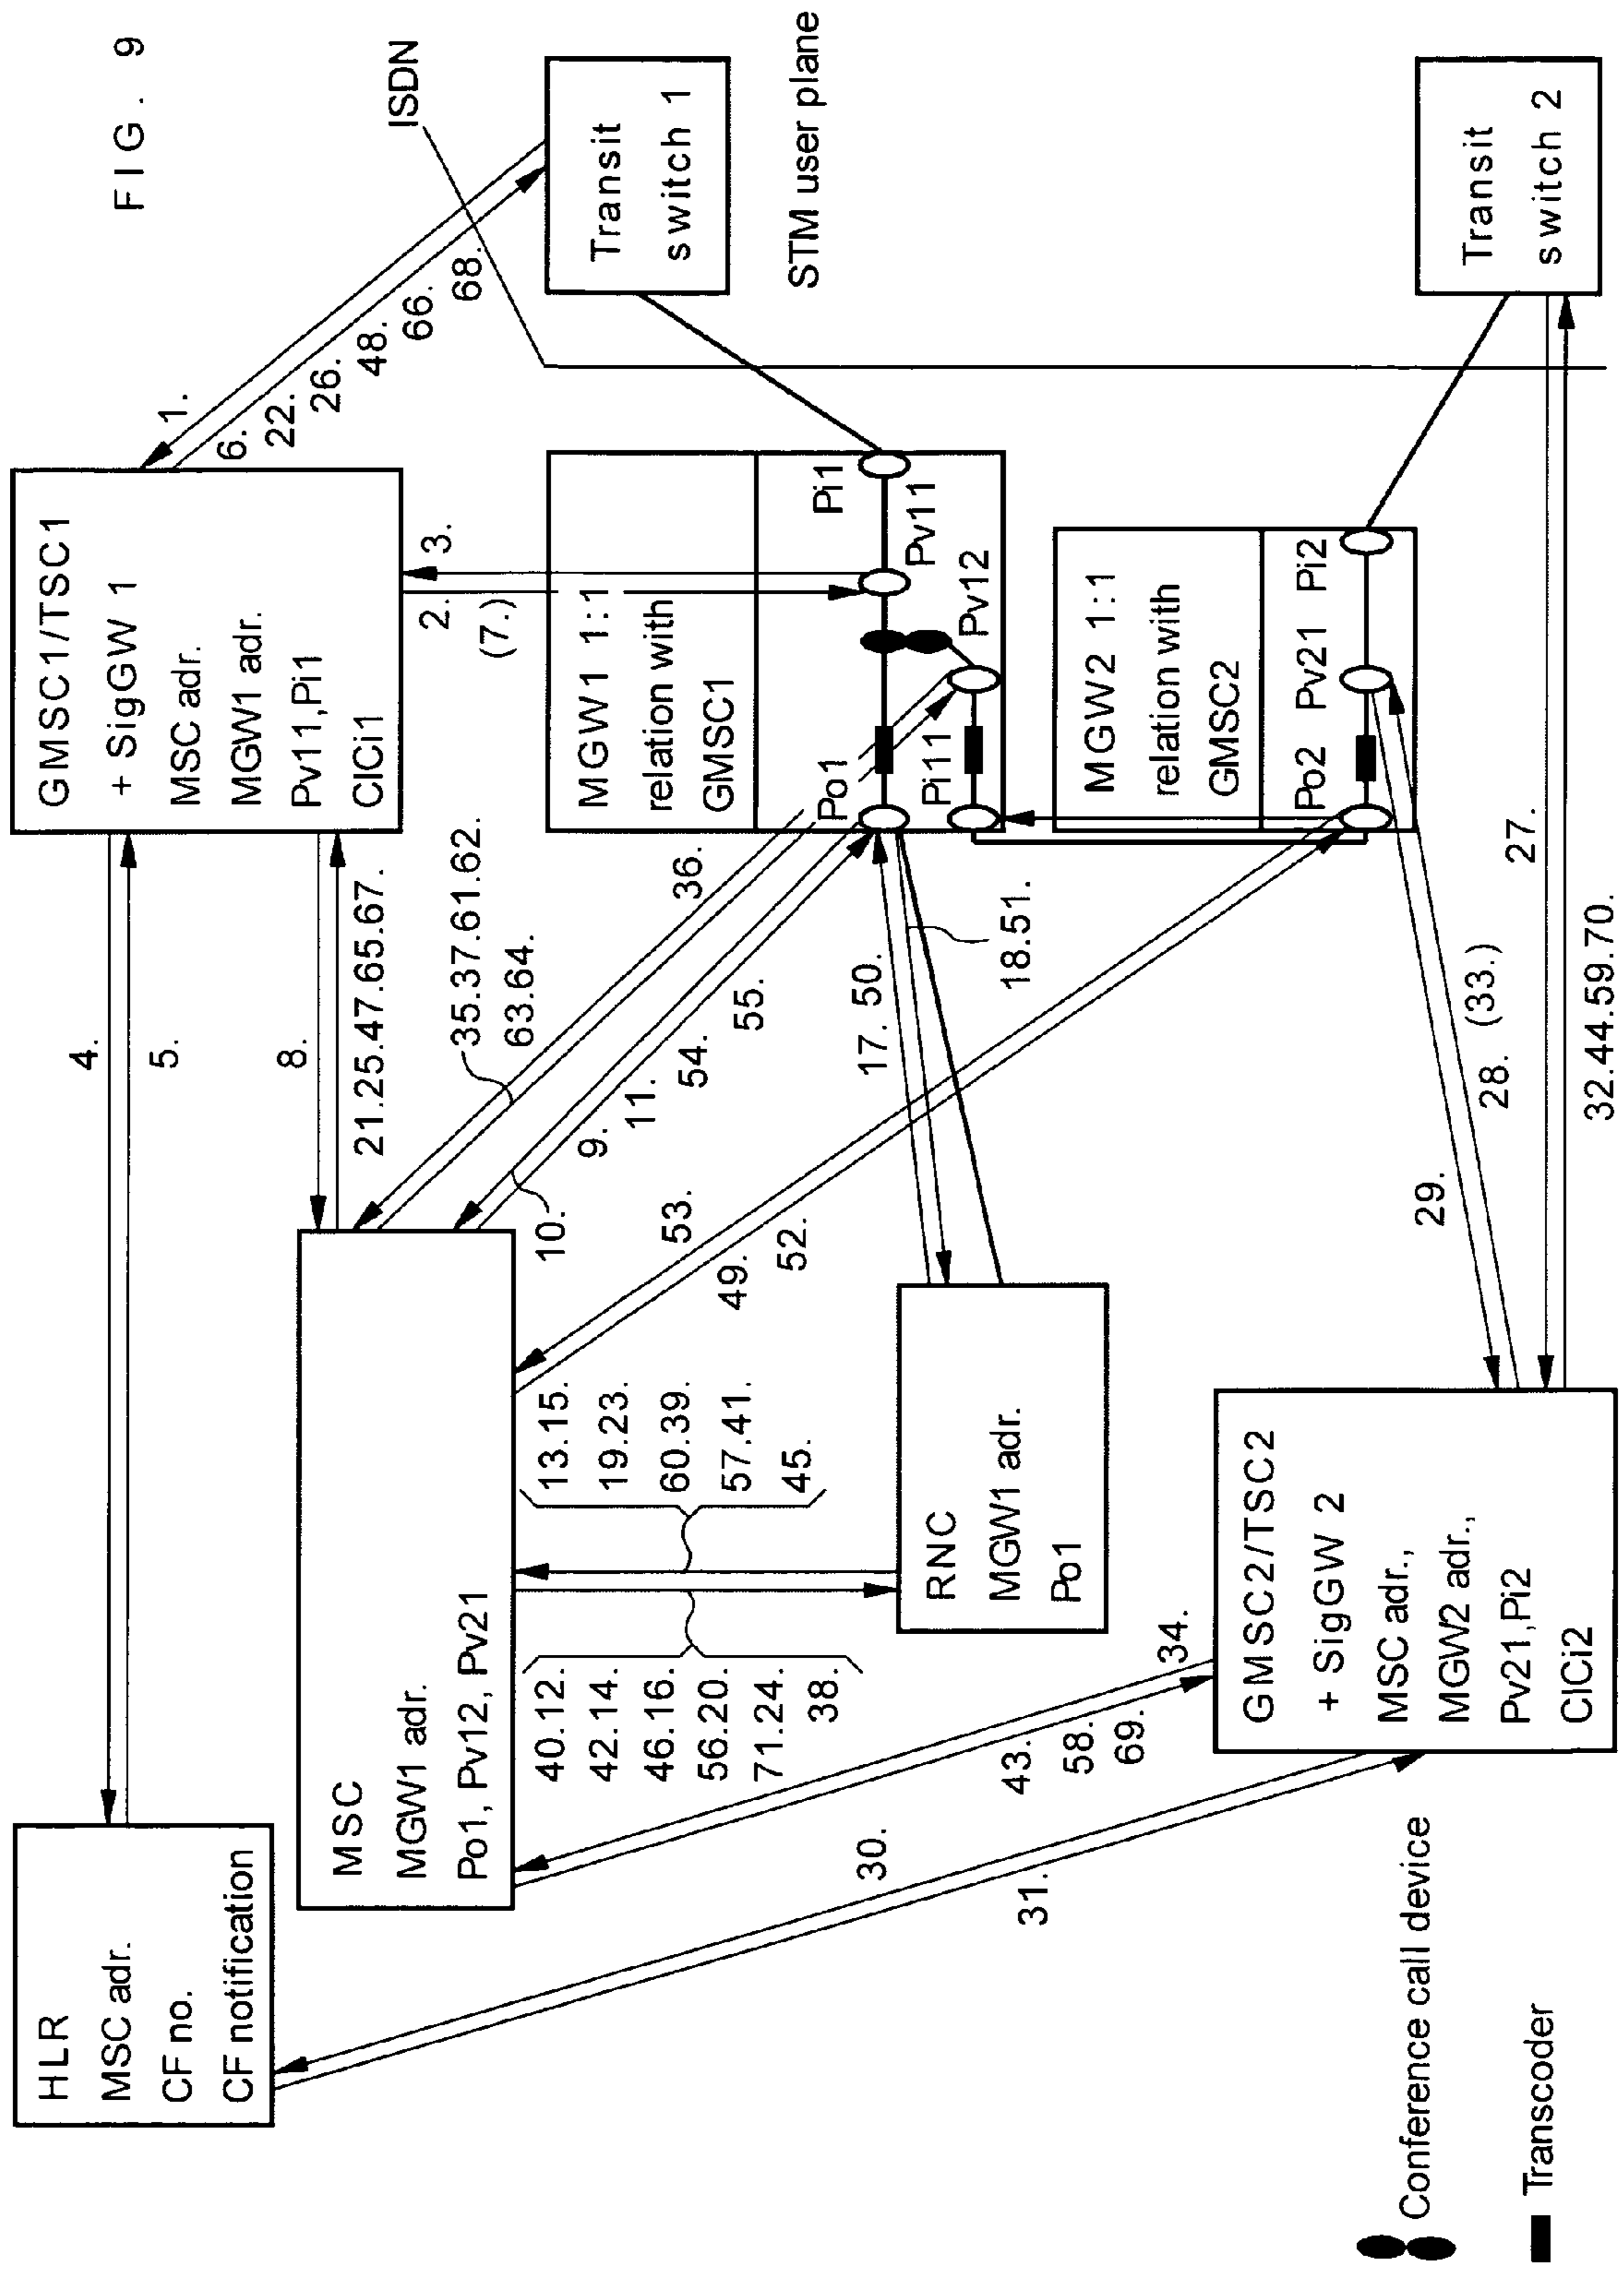 FIG. 9
HLR
MSC adr.
CF no.
CF notification
4.
5.
GMSC1/TSC1
+ SigGW 1
MSC adr.
MGW1 adr.
Pv11,Pi1
CICi1
1.
6.
22.
26.
48.
66.
68.
ISDN
Transit
switch 1
STM user plane
8.
21.25.47.65.67.
2.
3.
(7.)
MSC
MGW1 adr.
Po1, Pv12, Pv21
35.37.61.62.
63.64.
36.
9.
11.
54.
55.
10.
MGW1 1:1
relation with
GMSC1
Po1
Pi1
Pv11
Pi11
Pv12
53.
49.
52.
17. 50.
18.51.
40.12.
42.14.
46.16.
56.20.
71.24.
38.
13.15.
19.23.
60.39.
57.41.
45.
RNC
MGW1 adr.
Po1
MGW2 1:1
relation with
GMSC2
Po2 Pv21 Pi2
30.
31.
43.
58.
69.
34.
GMSC2/TSC2
+ SigGW 2
MSC adr.,
MGW2 adr.,
Pv21,Pi2
CICi2
29.
28. (33.)
27.
32.44.59.70.
Transit
switch 2
Conference call device
Transcoder